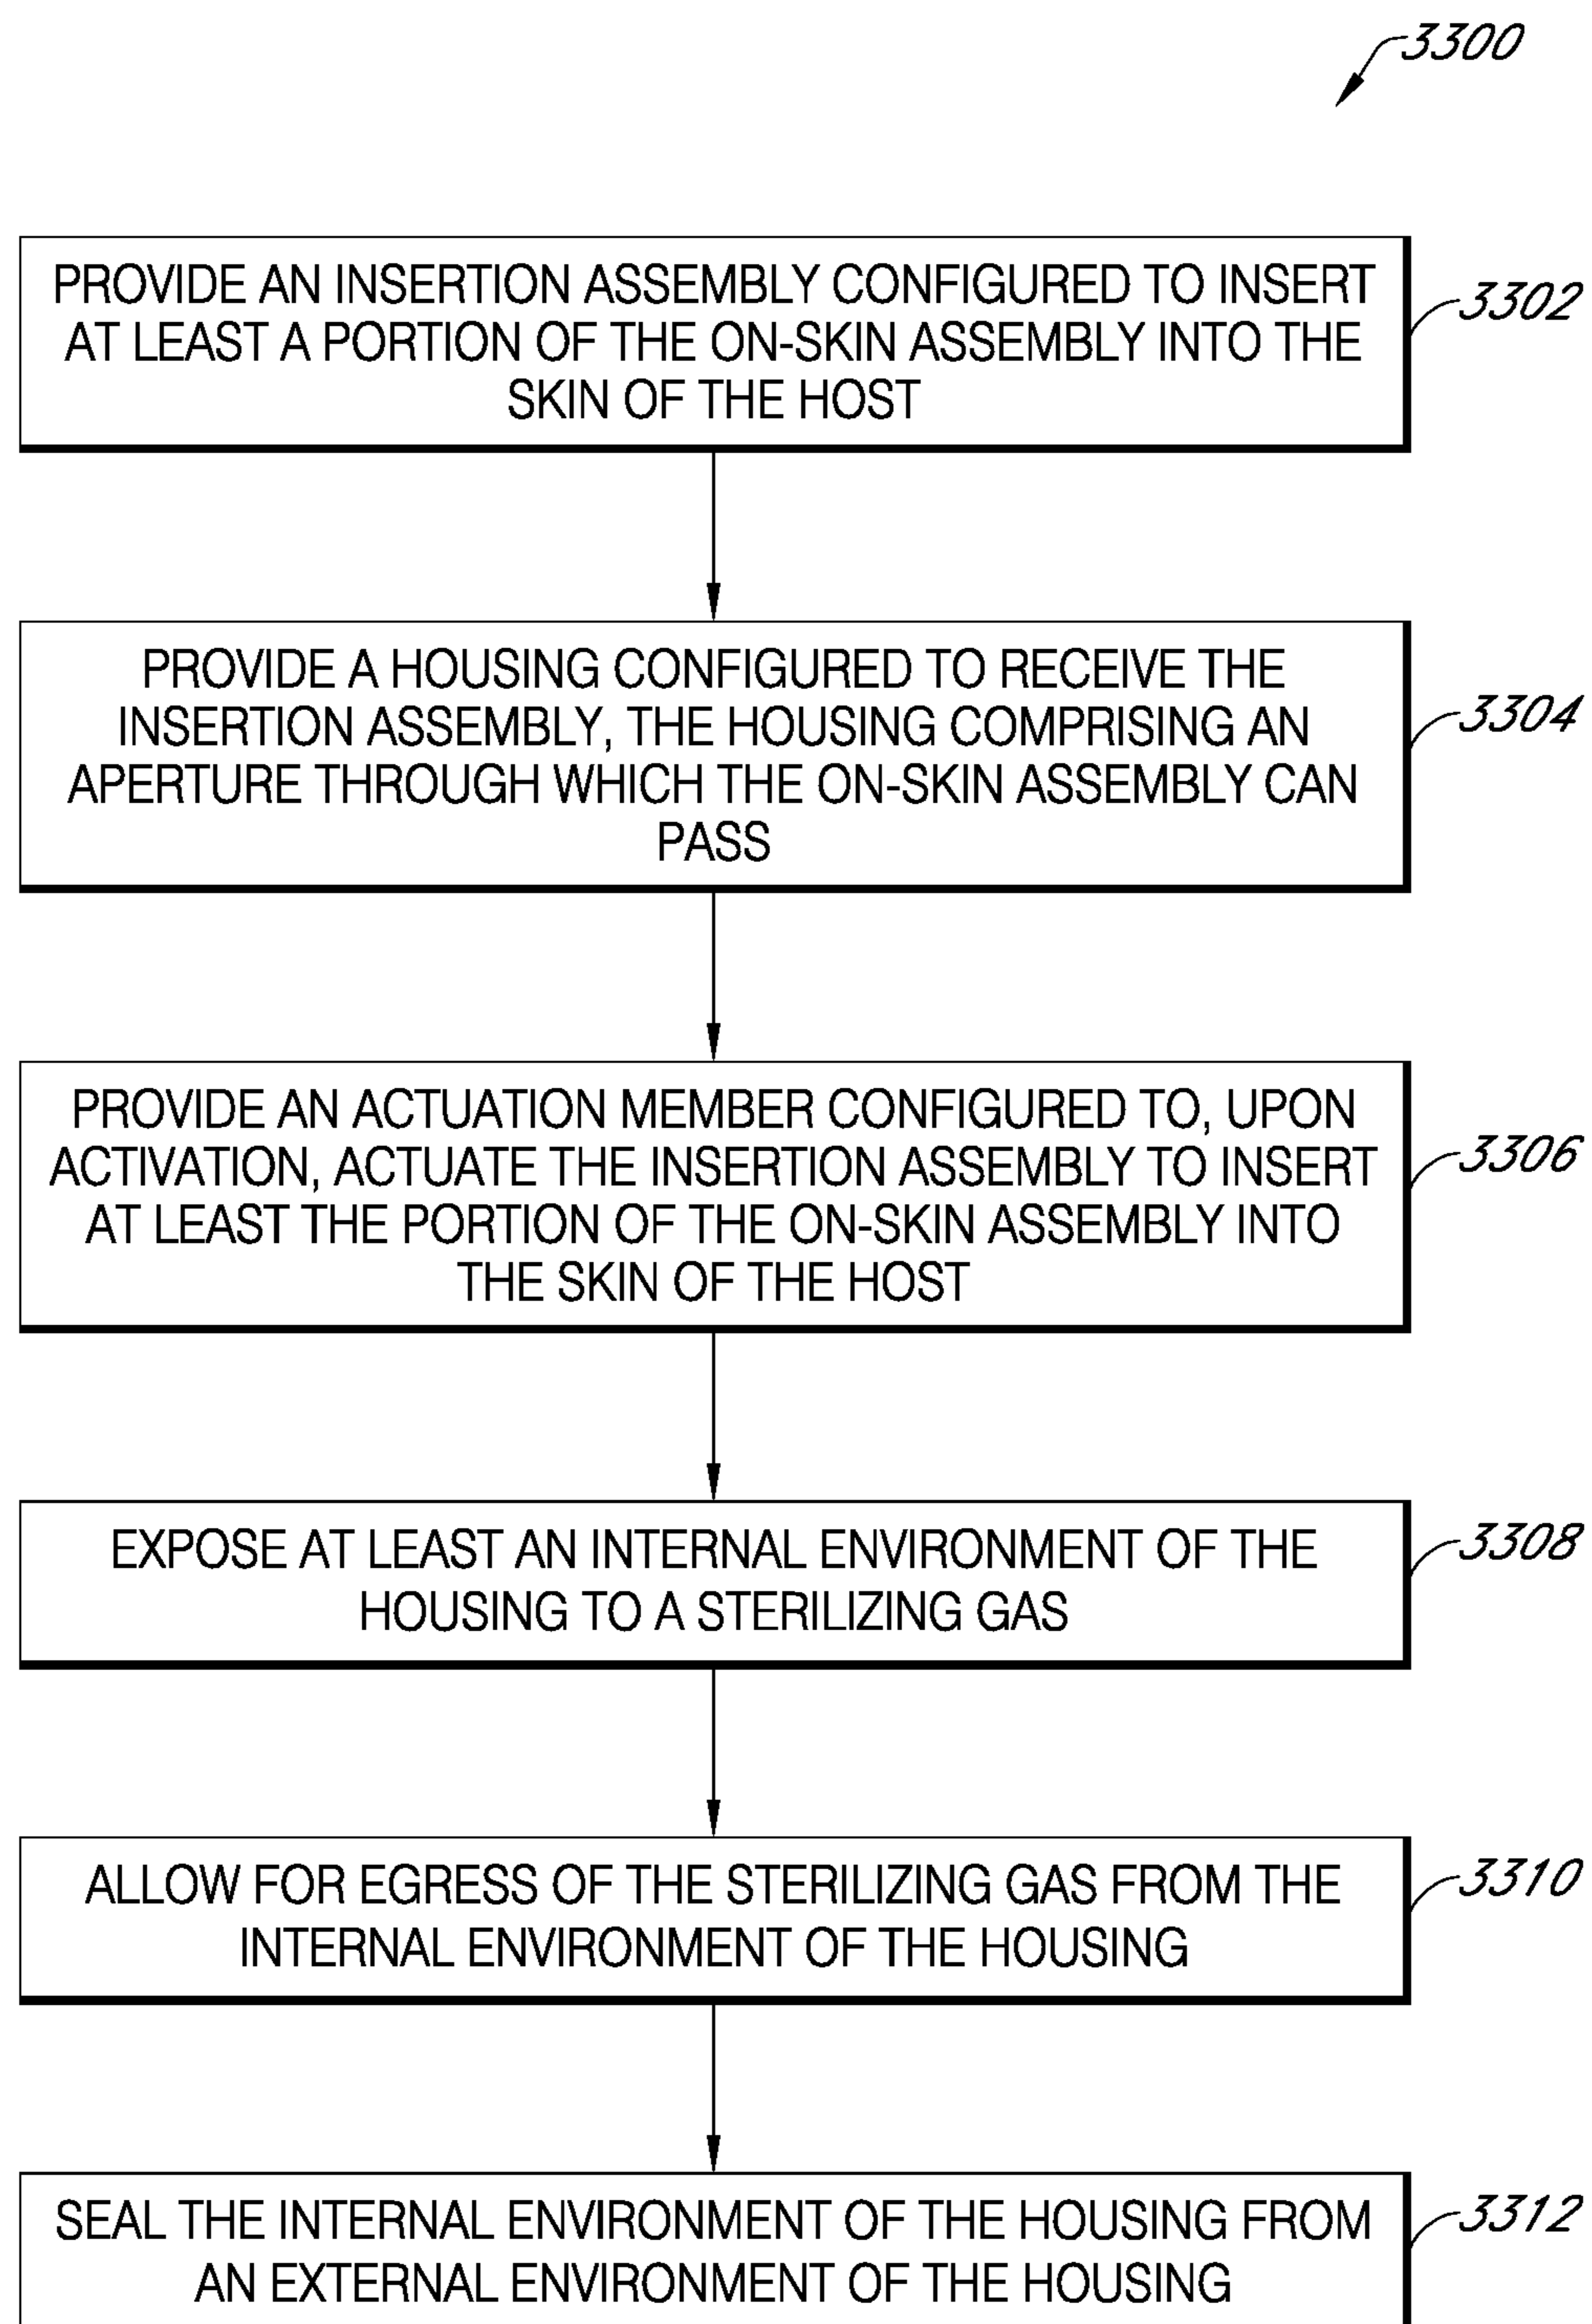 3300
PROVIDE AN INSERTION ASSEMBLY CONFIGURED TO INSERT
AT LEAST A PORTION OF THE ON-SKIN ASSEMBLY INTO THE
SKIN OF THE HOST
3302
PROVIDE A HOUSING CONFIGURED TO RECEIVE THE
INSERTION ASSEMBLY, THE HOUSING COMPRISING AN
APERTURE THROUGH WHICH THE ON-SKIN ASSEMBLY CAN
PASS
3304
PROVIDE AN ACTUATION MEMBER CONFIGURED TO, UPON
ACTIVATION, ACTUATE THE INSERTION ASSEMBLY TO INSERT
AT LEAST THE PORTION OF THE ON-SKIN ASSEMBLY INTO
THE SKIN OF THE HOST
3306
EXPOSE AT LEAST AN INTERNAL ENVIRONMENT OF THE
HOUSING TO A STERILIZING GAS
3308
ALLOW FOR EGRESS OF THE STERILIZING GAS FROM THE
INTERNAL ENVIRONMENT OF THE HOUSING
3310
SEAL THE INTERNAL ENVIRONMENT OF THE HOUSING FROM
AN EXTERNAL ENVIRONMENT OF THE HOUSING
3312